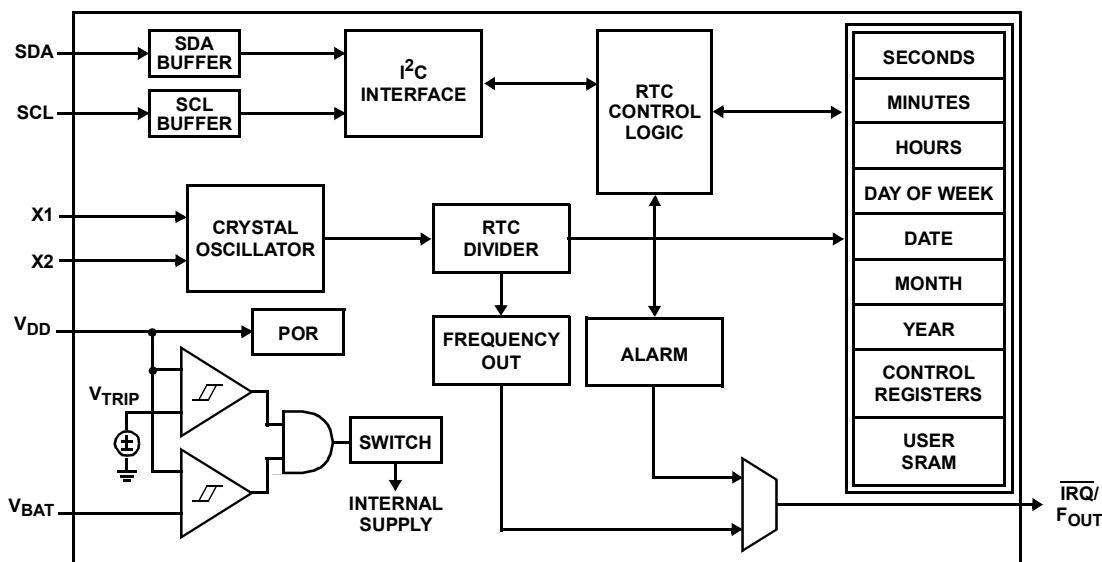 SDA
SDA
BUFFER
SCL
SCL
BUFFER
I²C
INTERFACE
RTC
CONTROL
LOGIC
SECONDS
MINUTES
HOURS
DAY OF WEEK
DATE
MONTH
YEAR
CONTROL
REGISTERS
USER
SRAM
X1
X2
CRYSTAL
OSCILLATOR
RTC
DIVIDER
FREQUENCY
OUT
ALARM
VDD
POR
VTRIP
±
VBAT
SWITCH
INTERNAL
SUPPLY
IRQ/
FOUT